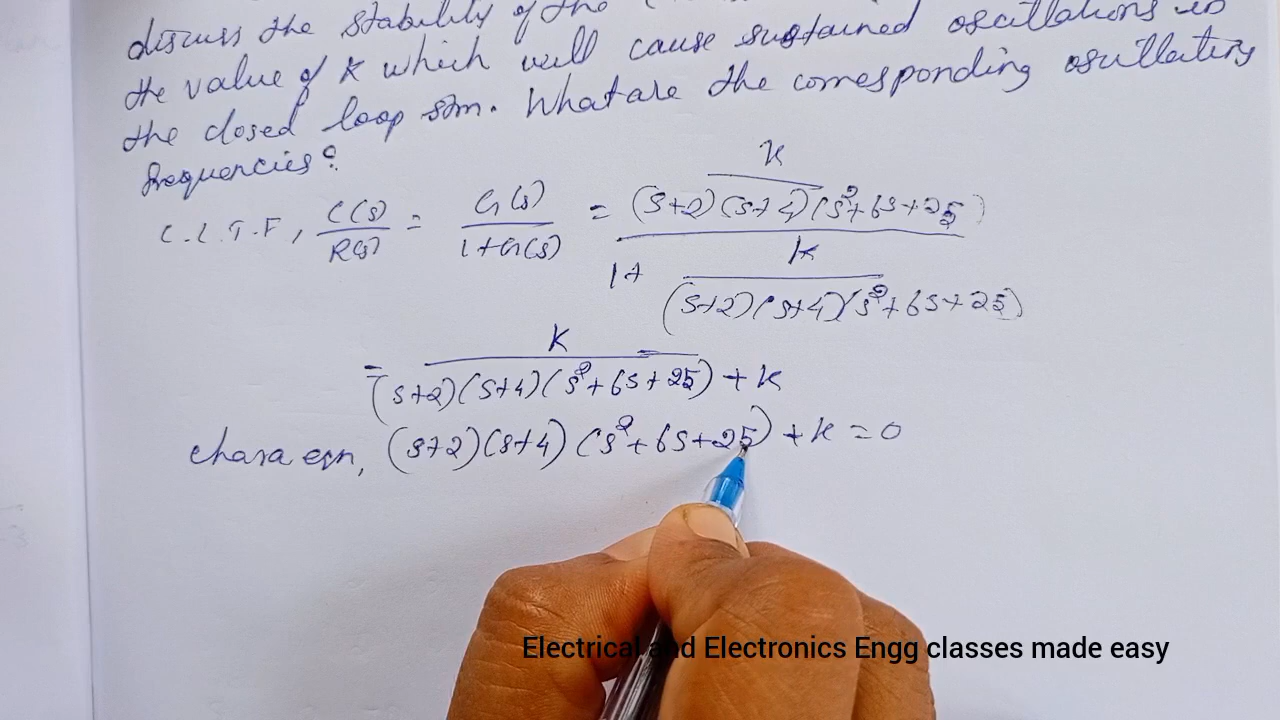 discuss the stability of the
the value of K which will cause sustained oscillations in
the closed loop stm. What are the corresponding oscillating
frequencies?
C.L.T.F, C(s)/R(s) = G(s)/1+G(s) = K/(s+2)(s+4)(s²+6s+25) / 1+ K/(s+2)(s+4)(s²+6s+25)
= K/(s+2)(s+4)(s²+6s+25) + K
chara eqn, (s+2)(s+4)(s²+6s+25) + K = 0
Electrical and Electronics Engg classes made easy